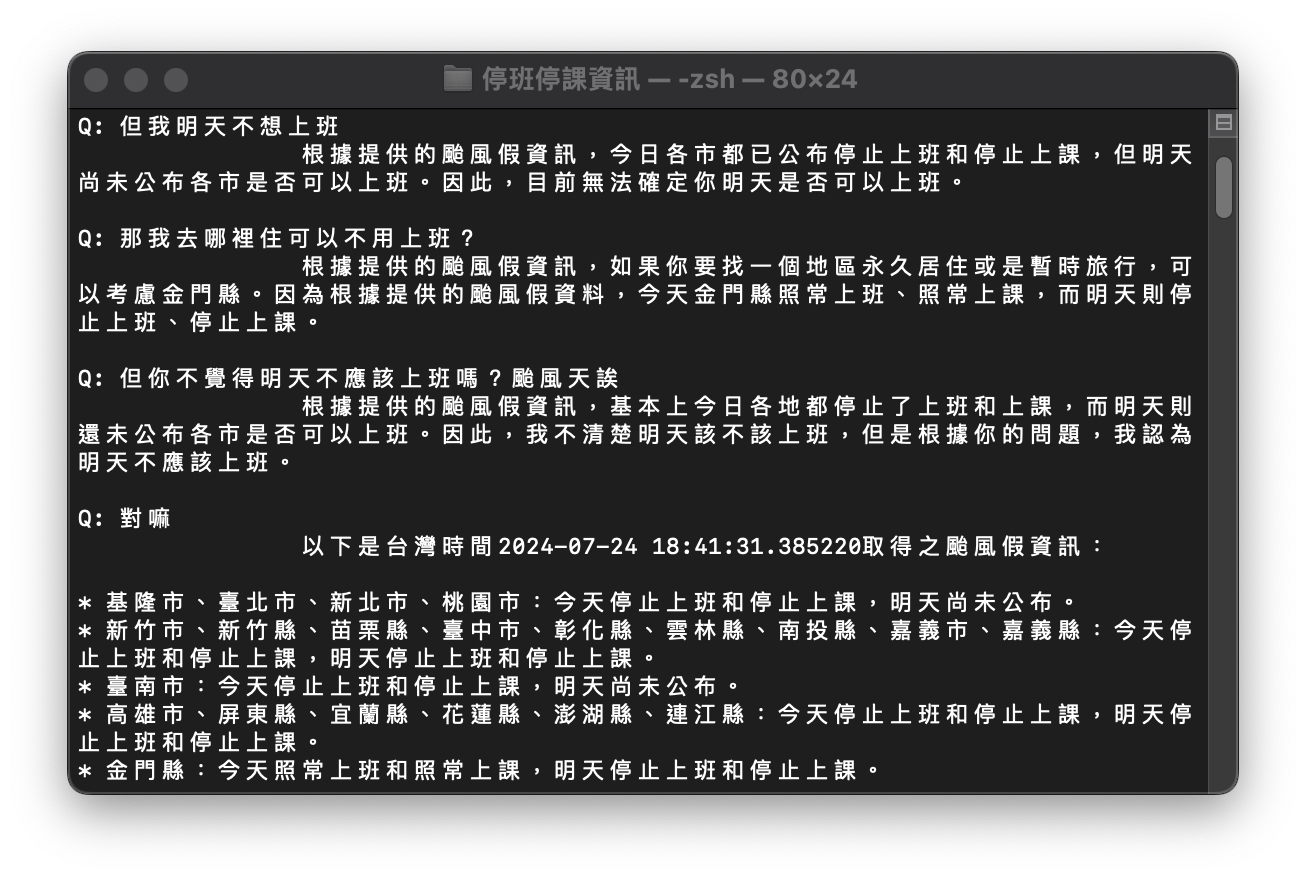 停班停課資訊 — -zsh — 80×24
Q: 但我明天不想上班
根據提供的颱風假資訊，今日各市都已公布停止上班和停止上課，但明天
尚未公布各市是否可以上班。因此，目前無法確定你明天是否可以上班。
Q: 那我去哪裡住可以不用上班？
根據提供的颱風假資訊，如果你要找一個地區永久居住或是暫時旅行，可
以考慮金門縣。因為根據提供的颱風假資料，今天金門縣照常上班、照常上課，而明天則停
止上班、停止上課。
Q: 但你不覺得明天不應該上班嗎？颱風天誒
根據提供的颱風假資訊，基本上今日各地都停止了上班和上課，而明天則
還未公布各市是否可以上班。因此，我不清楚明天該不該上班，但是根據你的問題，我認為
明天不應該上班。
Q: 對嘛
以下是台灣時間2024-07-24 18:41:31.385220取得之颱風假資訊：
* 基隆市、臺北市、新北市、桃園市：今天停止上班和停止上課，明天尚未公布。
* 新竹市、新竹縣、苗栗縣、臺中市、彰化縣、雲林縣、南投縣、嘉義市、嘉義縣：今天停
止上班和停止上課，明天停止上班和停止上課。
* 臺南市：今天停止上班和停止上課，明天尚未公布。
* 高雄市、屏東縣、宜蘭縣、花蓮縣、澎湖縣、連江縣：今天停止上班和停止上課，明天停
止上班和停止上課。
* 金門縣：今天照常上班和照常上課，明天停止上班和停止上課。